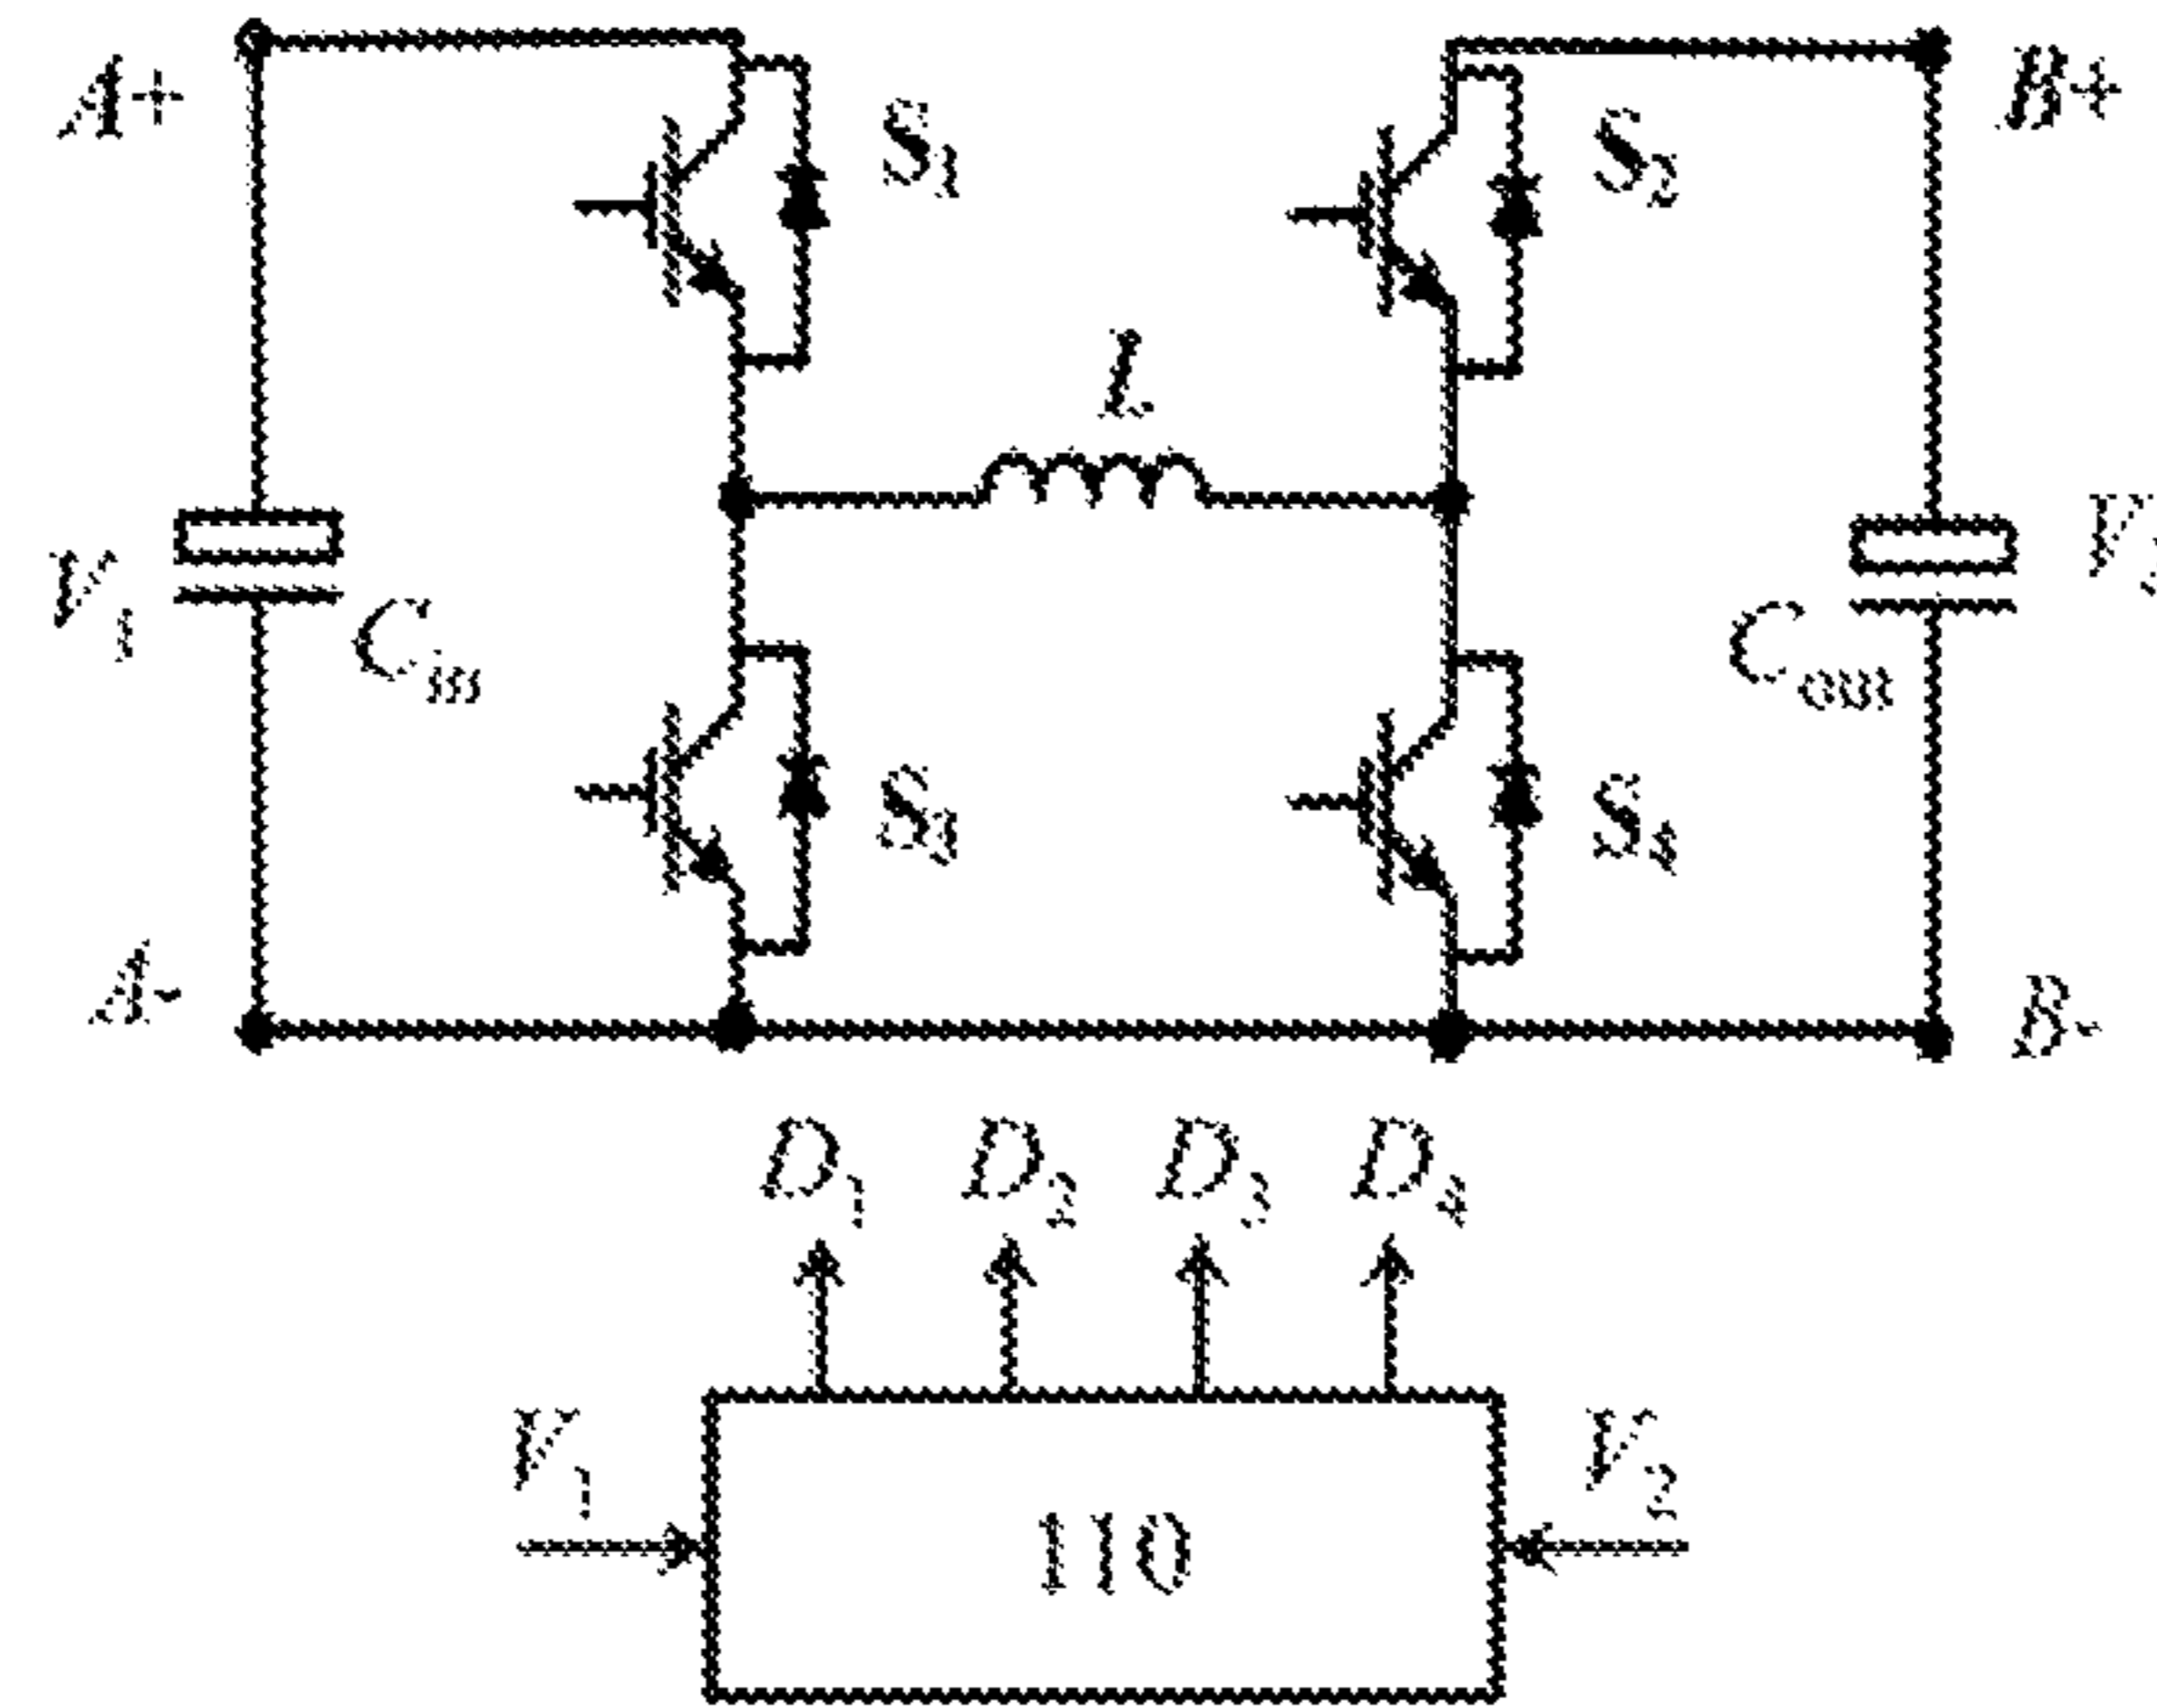 A+ S1 S2 B+
L
V1 Cin Cout V
S3 S4
A- B-
D1 D2 D3 D4
V1 V2
110